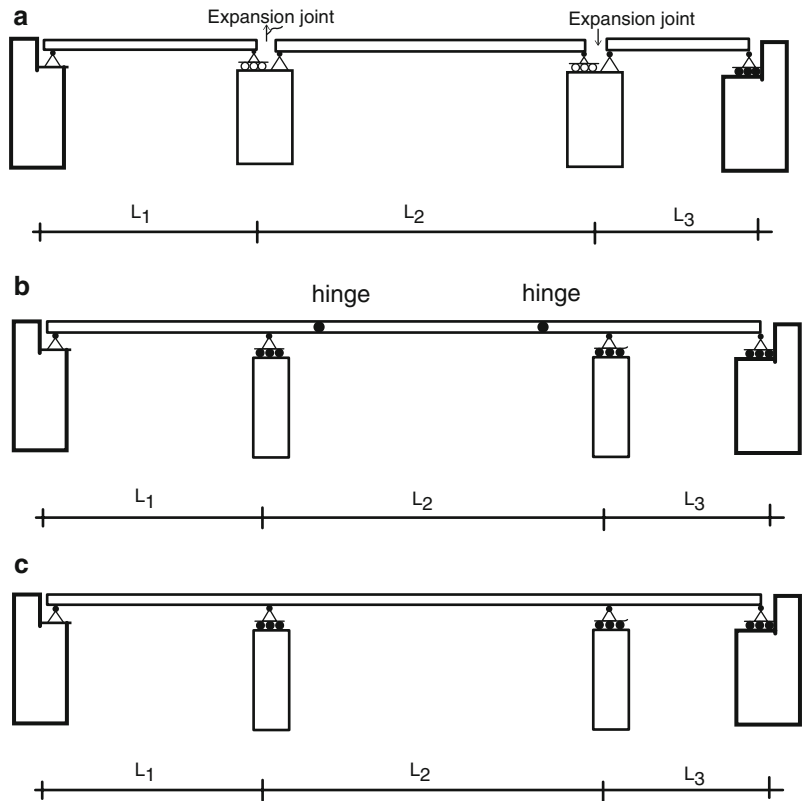 a
Expansion joint
Expansion joint
L1 L2 L3
b
hinge hinge
L1 L2 L3
c
L1 L2 L3